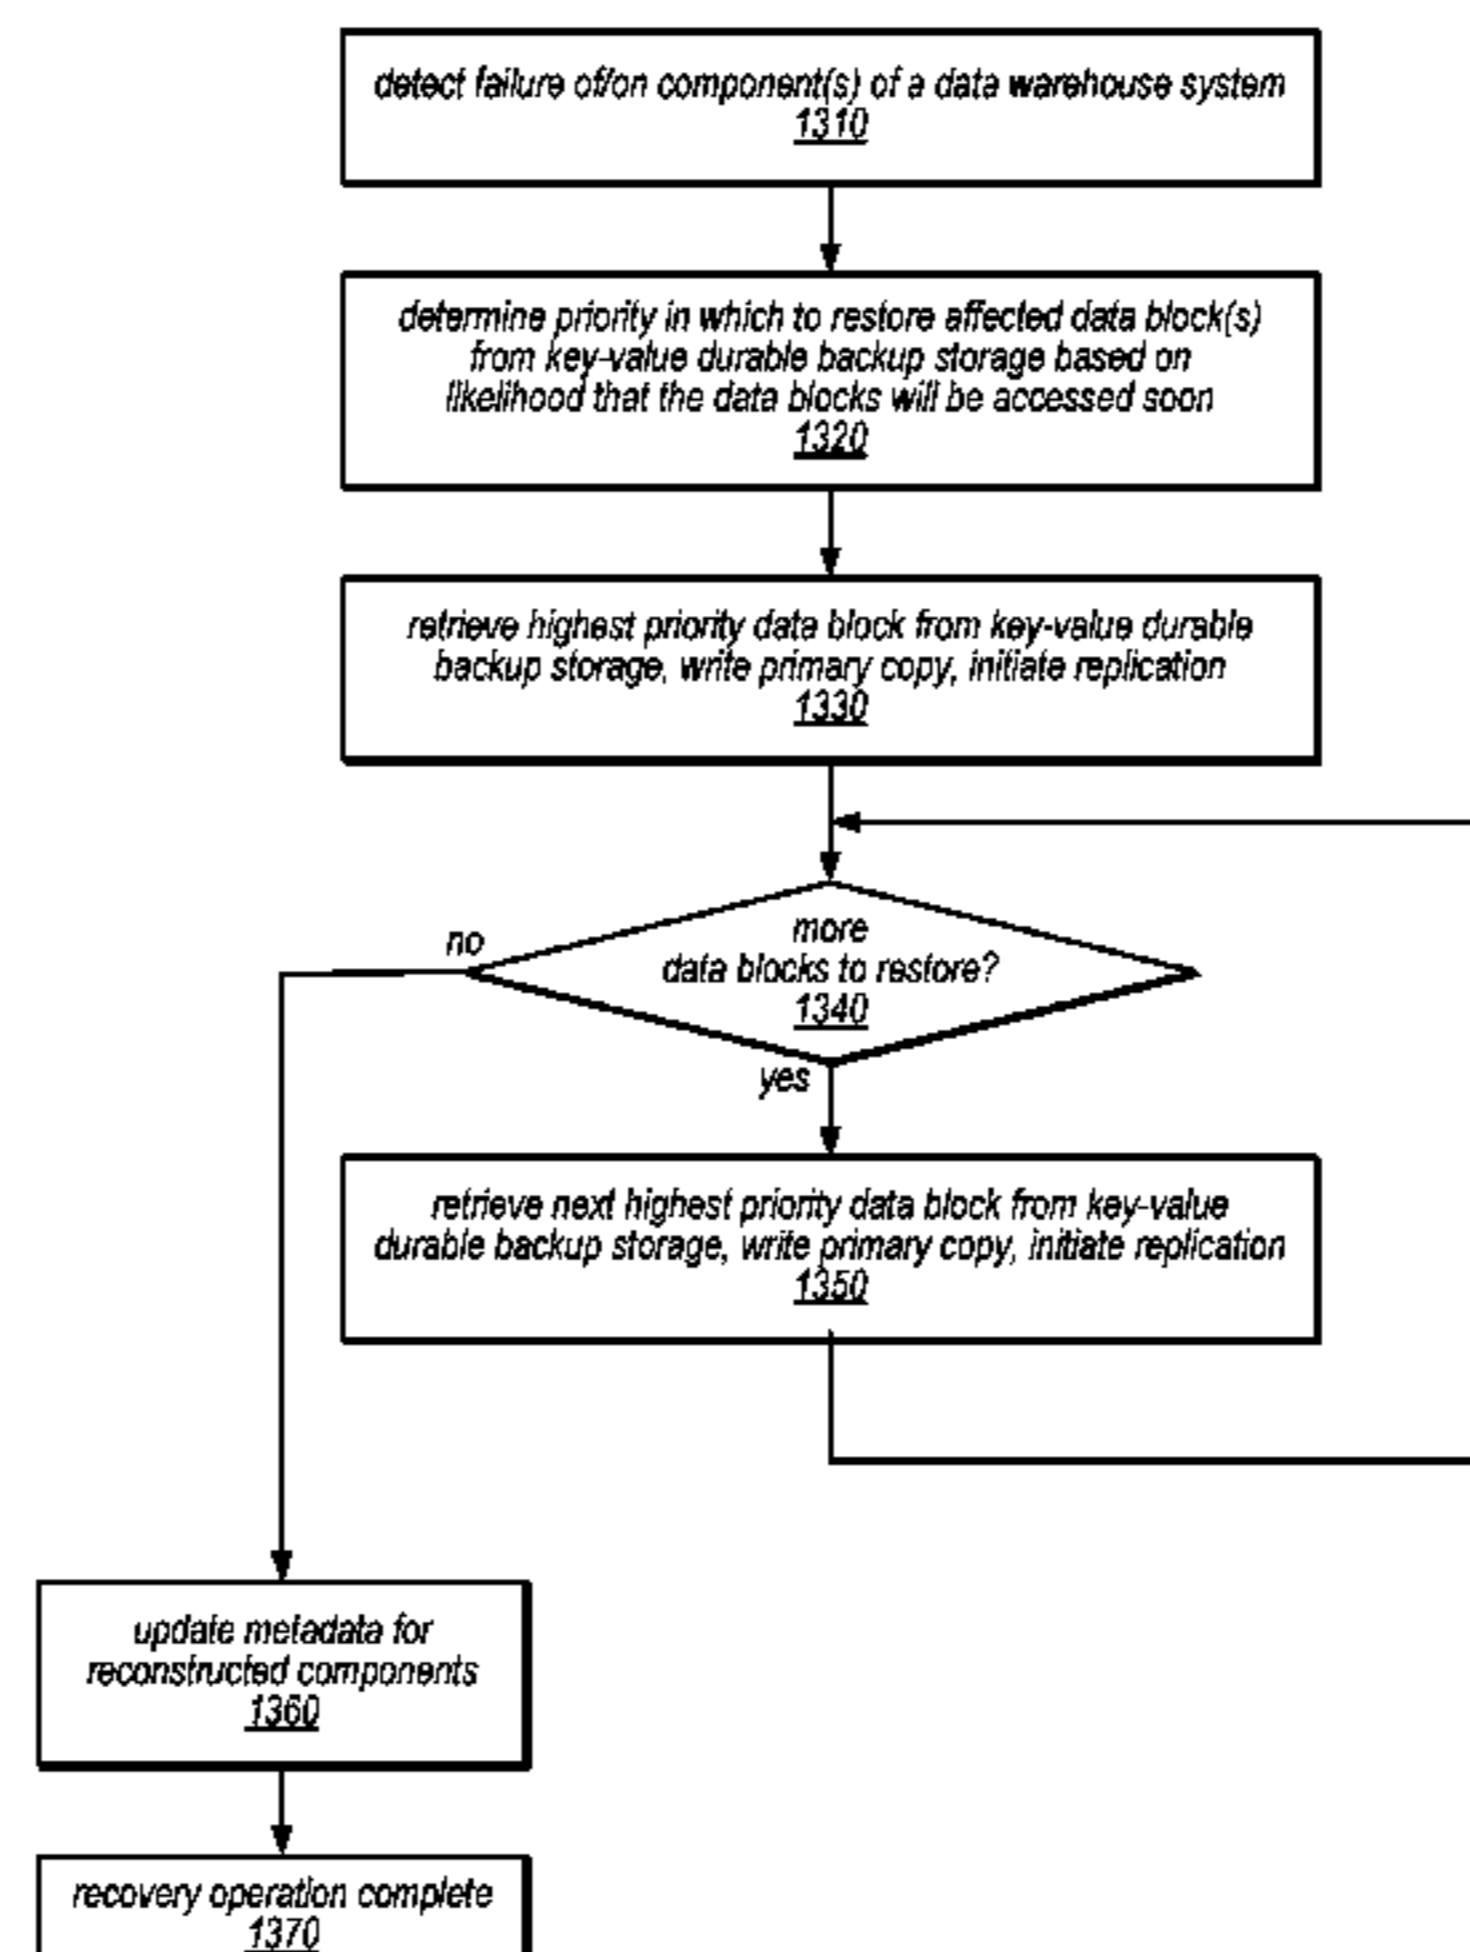 detect failure of/on component(s) of a data warehouse system
1310
determine priority in which to restore affected data block(s)
from key-value durable backup storage based on
likelihood that the data blocks will be accessed soon
1320
retrieve highest priority data block from key-value durable
backup storage, write primary copy, initiate replication
1330
more
data blocks to restore?
1340
no
yes
retrieve next highest priority data block from key-value
durable backup storage, write primary copy, initiate replication
1350
update metadata for
reconstructed components
1360
recovery operation complete
1370